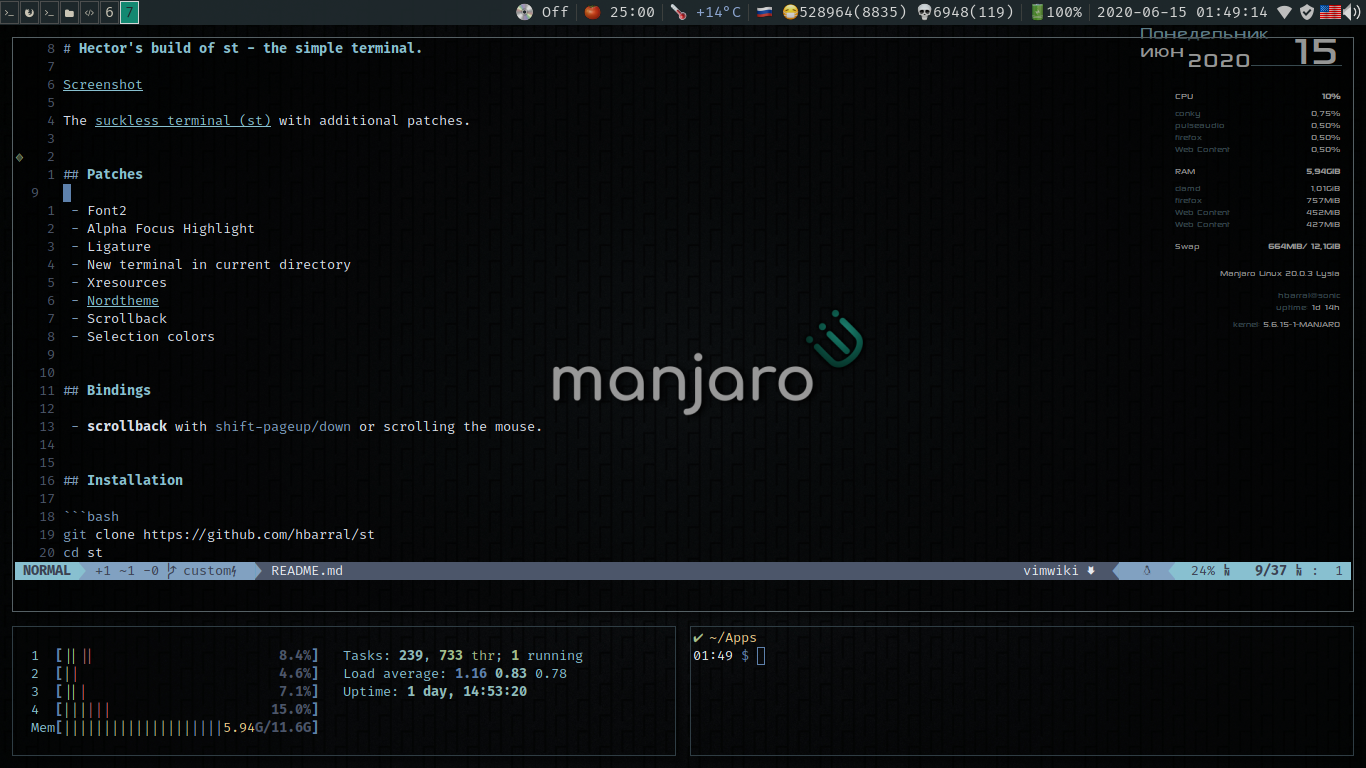 6 7 Off 25:00 +14°C 528964(8835) 6948(119) 100% 2020-06-15 01:49:14
Понедельник
июн 2020 15
8 # Hector's build of st - the simple terminal.
7
6 Screenshot
5
4 The suckless terminal (st) with additional patches.
3
2
1 ## Patches
9
1 - Font2
2 - Alpha Focus Highlight
3 - Ligature
4 - New terminal in current directory
5 - Xresources
6 - Nordtheme
7 - Scrollback
8 - Selection colors
9
10
11 ## Bindings
12
13 - scrollback with shift-pageup/down or scrolling the mouse.
14
15
16 ## Installation
17
18 ```bash
19 git clone https://github.com/hbarral/st
20 cd st
NORMAL +1 ~1 -0 custom README.md vimwiki 24% 9/37 : 1
CPU 10%
conky 0,75%
pulseaudio 0,50%
firefox 0,50%
Web Content 0,50%
RAM 5,94GiB
clamd 1,01GiB
firefox 757MiB
Web Content 452MiB
Web Content 427MiB
Swap 664MiB/ 12,1GiB
Manjaro Linux 20.0.3 Lysia
hbarral@sonic
uptime: 1d 14h
kernel: 5.6.15-1-MANJARO
manjaro
1 [|| || 8.4%] Tasks: 239, 733 thr; 1 running
2 [|| 4.6%] Load average: 1.16 0.83 0.78
3 [|| | 7.1%] Uptime: 1 day, 14:53:20
4 [|||||| 15.0%]
Mem[||||||||||||||||||||5.94G/11.6G]
✔ ~/Apps
01:49 $